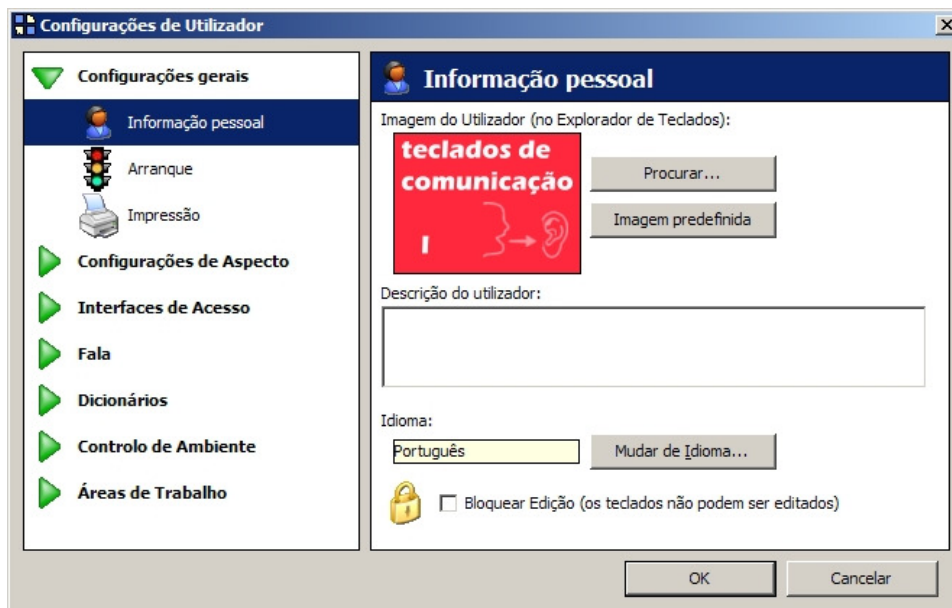 Configurações de Utilizador
Configurações gerais
Informação pessoal
Arranque
Impressão
Configurações de Aspecto
Interfaces de Acesso
Fala
Dicionários
Controlo de Ambiente
Áreas de Trabalho
Informação pessoal
Imagem do Utilizador (no Explorador de Teclados):
teclados de
comunicação
I
Procurar...
Imagem predefinida
Descrição do utilizador:
Idioma:
Português
Mudar de Idioma...
Bloquear Edição (os teclados não podem ser editados)
OK
Cancelar